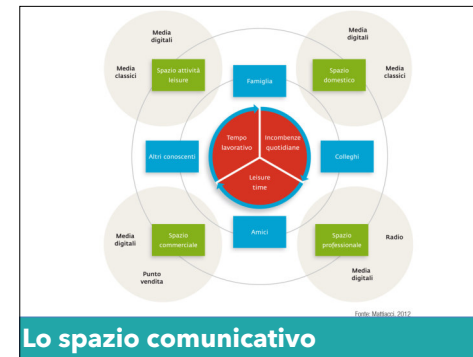 Media
digitali
Media
classici
Spazio attività
leisure
Media
digitali
Spazio
domestico
Media
classici
Famiglia
Tempo
lavorativo
Incombenze
quotidiane
Leisure
time
Altri conoscenti
Colleghi
Amici
Media
digitali
Spazio
commerciale
Punto
vendita
Spazio
professionale
Radio
Media
digitali
Fonte: Mattiacci, 2012
Lo spazio comunicativo